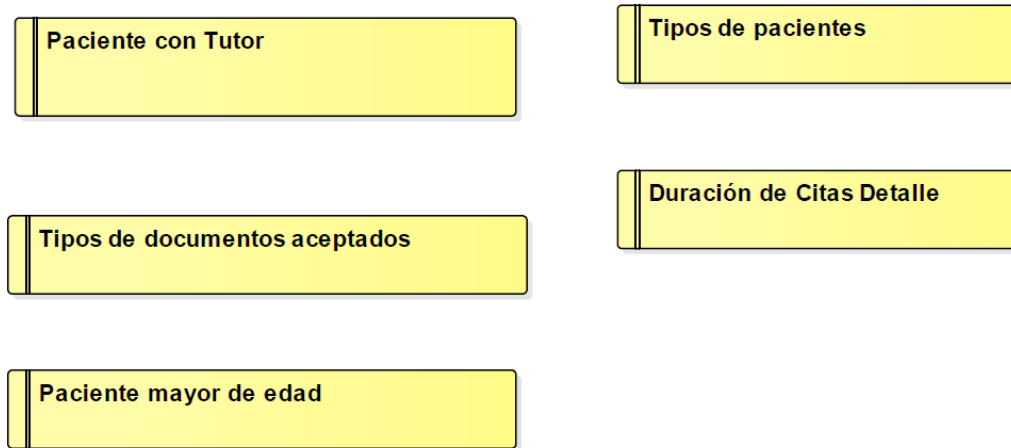 Paciente con Tutor
Tipos de pacientes
Duración de Citas Detalle
Tipos de documentos aceptados
Paciente mayor de edad